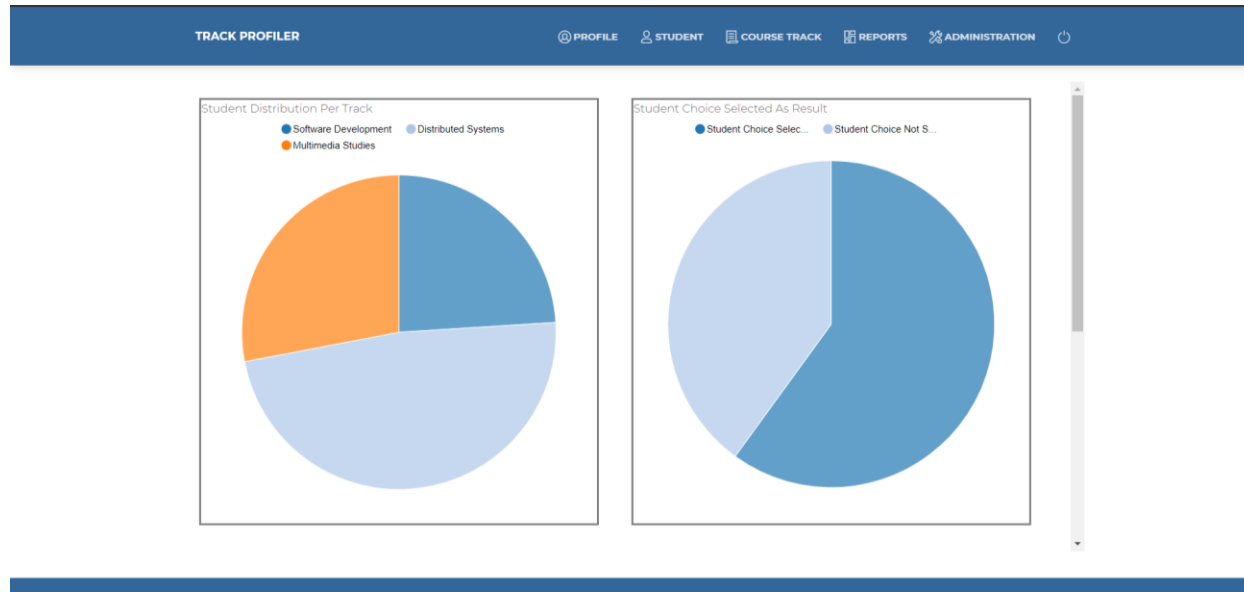 TRACK PROFILER PROFILE STUDENT COURSE TRACK REPORTS ADMINISTRATION
Student Distribution Per Track
Software Development Distributed Systems
Multimedia Studies
Student Choice Selected As Result
Student Choice Selec... Student Choice Not S...